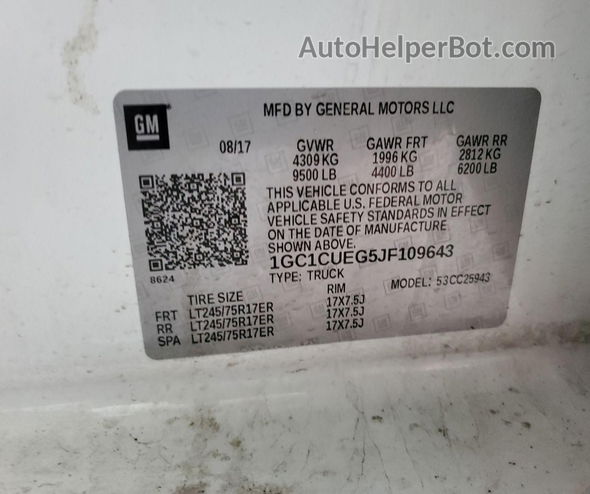 AutoHelperBot.com
MFD BY GENERAL MOTORS LLC
GM
08/17 GVWR GAWR FRT GAWR RR
4309 KG 1996 KG 2812 KG
9500 LB 4400 LB 6200 LB
THIS VEHICLE CONFORMS TO ALL
APPLICABLE U.S. FEDERAL MOTOR
VEHICLE SAFETY STANDARDS IN EFFECT
ON THE DATE OF MANUFACTURE
SHOWN ABOVE.
1GC1CUEG5JF109643
8624 TYPE: TRUCK MODEL: 53CC25943
TIRE SIZE RIM
FRT LT245/75R17ER 17X7.5J
RR LT245/75R17ER 17X7.5J
SPA LT245/75R17ER 17X7.5J